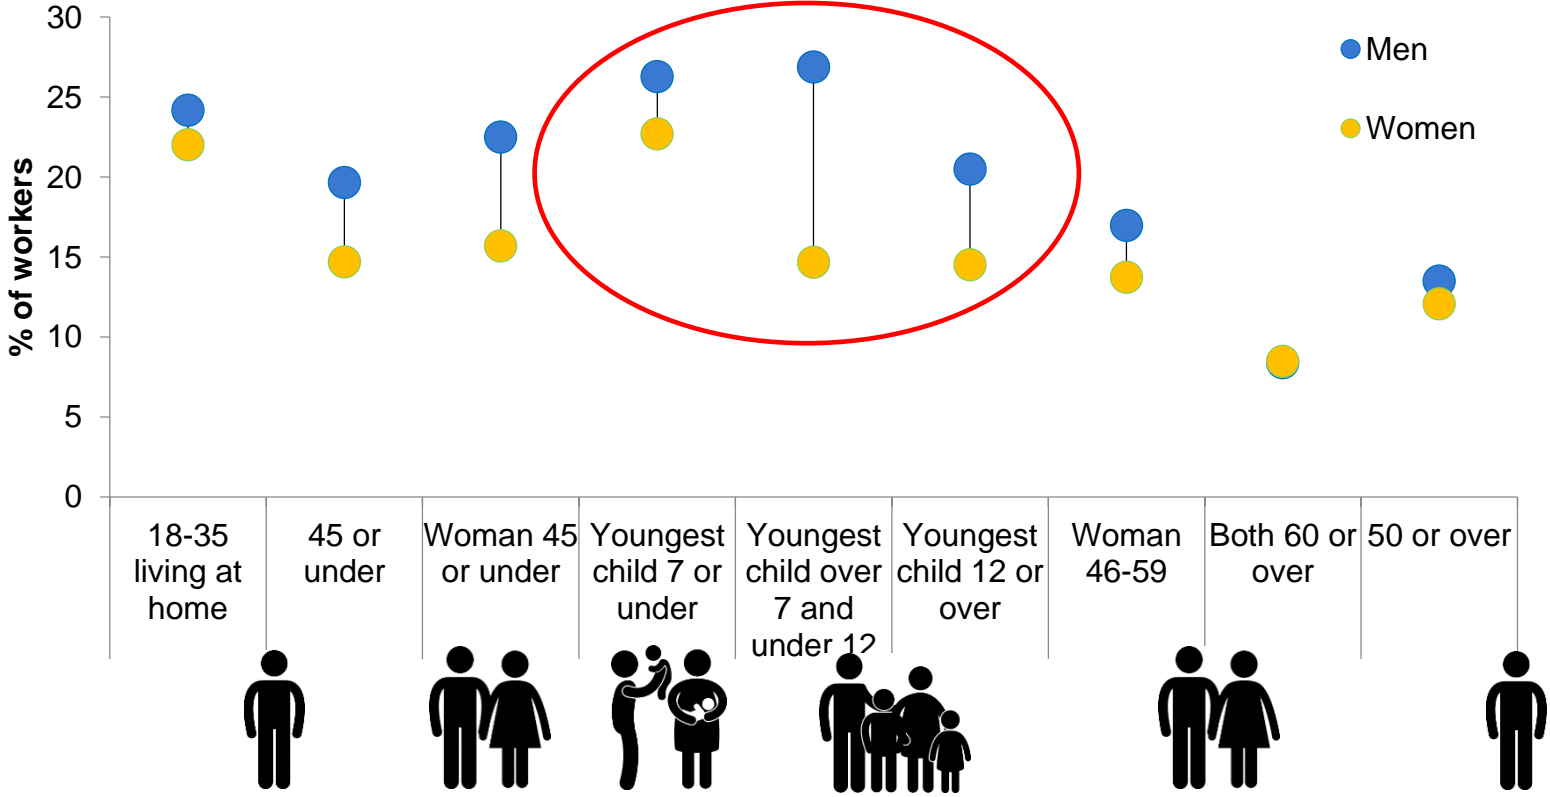 30
25
20
15
10
5
0
% of workers
Men
Women
18-35
living at
home
45 or
under
Woman 45
or under
Youngest
child 7 or
under
Youngest
child over
7 and
under 12
Youngest
child 12 or
over
Woman
46-59
Both 60 or
over
50 or over